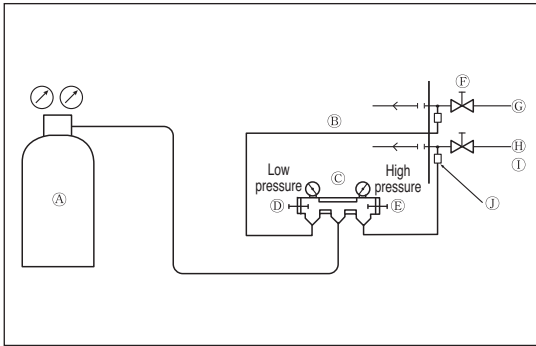 Ⓕ
Ⓖ
Ⓑ
Ⓗ
Low
pressure
Ⓒ
High
pressure
Ⓘ
Ⓐ
Ⓓ
Ⓔ
Ⓙ